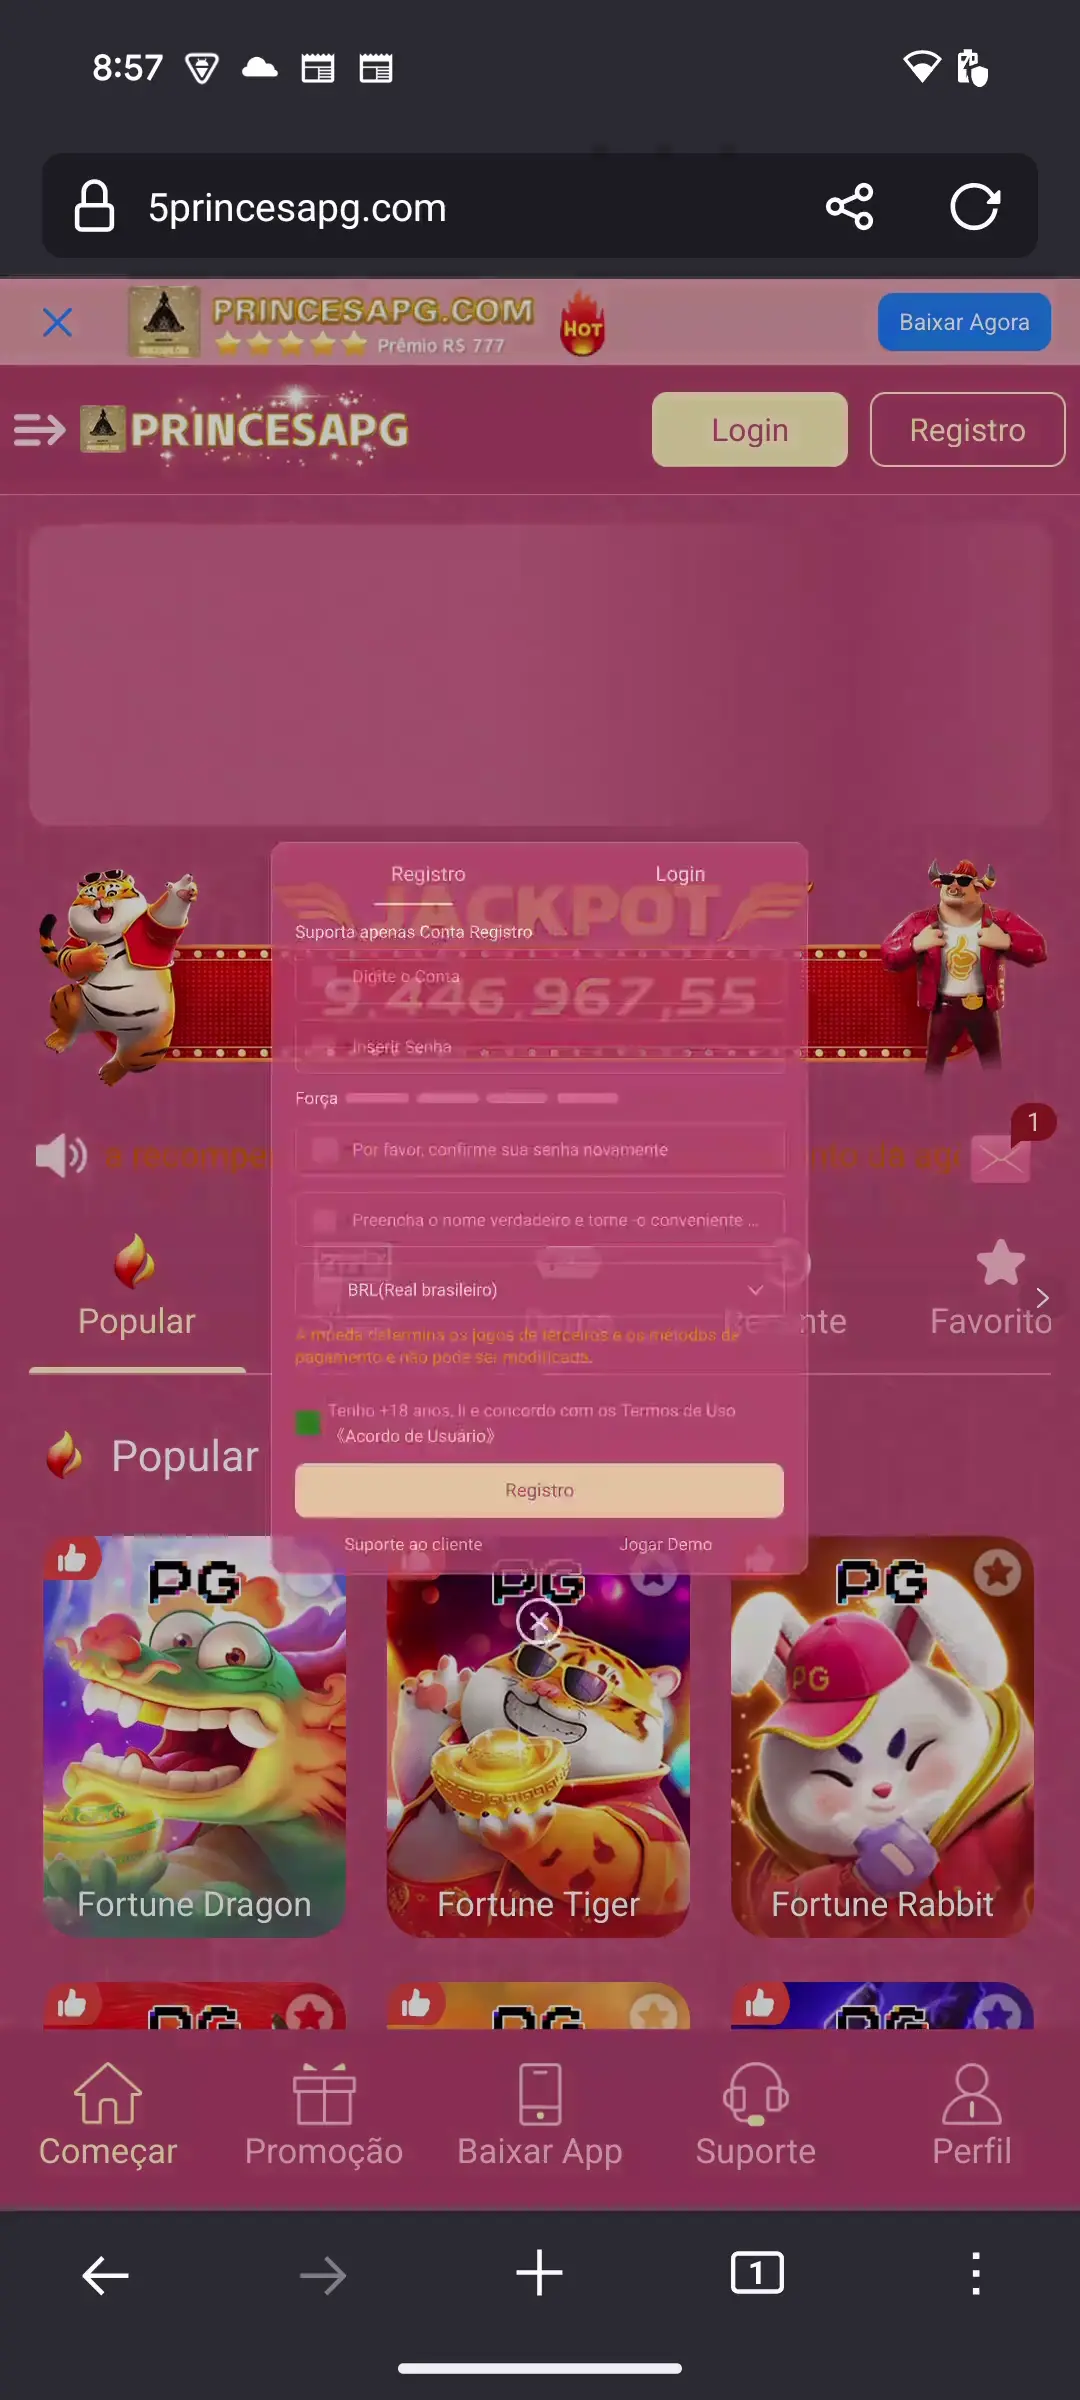 8:57
5princesapg.com
PRINCESAPG.COM
HOT
Prêmio R$ 777
Baixar Agora
PRINCESAPG
Login
Registro
Registro
Login
JACKPOT
Suporta apenas Conta Registro
Digite o Conta
9,446,967,55
Inserir Senha
Força
Por favor, confirme sua senha novamente
1
Preencha o nome verdadeiro e torne -o conveniente ...
BRL(Real brasileiro)
Popular
Favorito
A moeda determina os jogos de terceiros e os métodos de
pagamento e não pode ser modificada.
Tenho +18 anos, li e concordo com os Termos de Uso
《Acordo de Usuário》
Popular
Registro
Suporte ao cliente
Jogar Demo
PG
PG
PG
PG
Fortune Dragon
Fortune Tiger
Fortune Rabbit
PG
PG
PG
Começar
Promoção
Baixar App
Suporte
Perfil
1